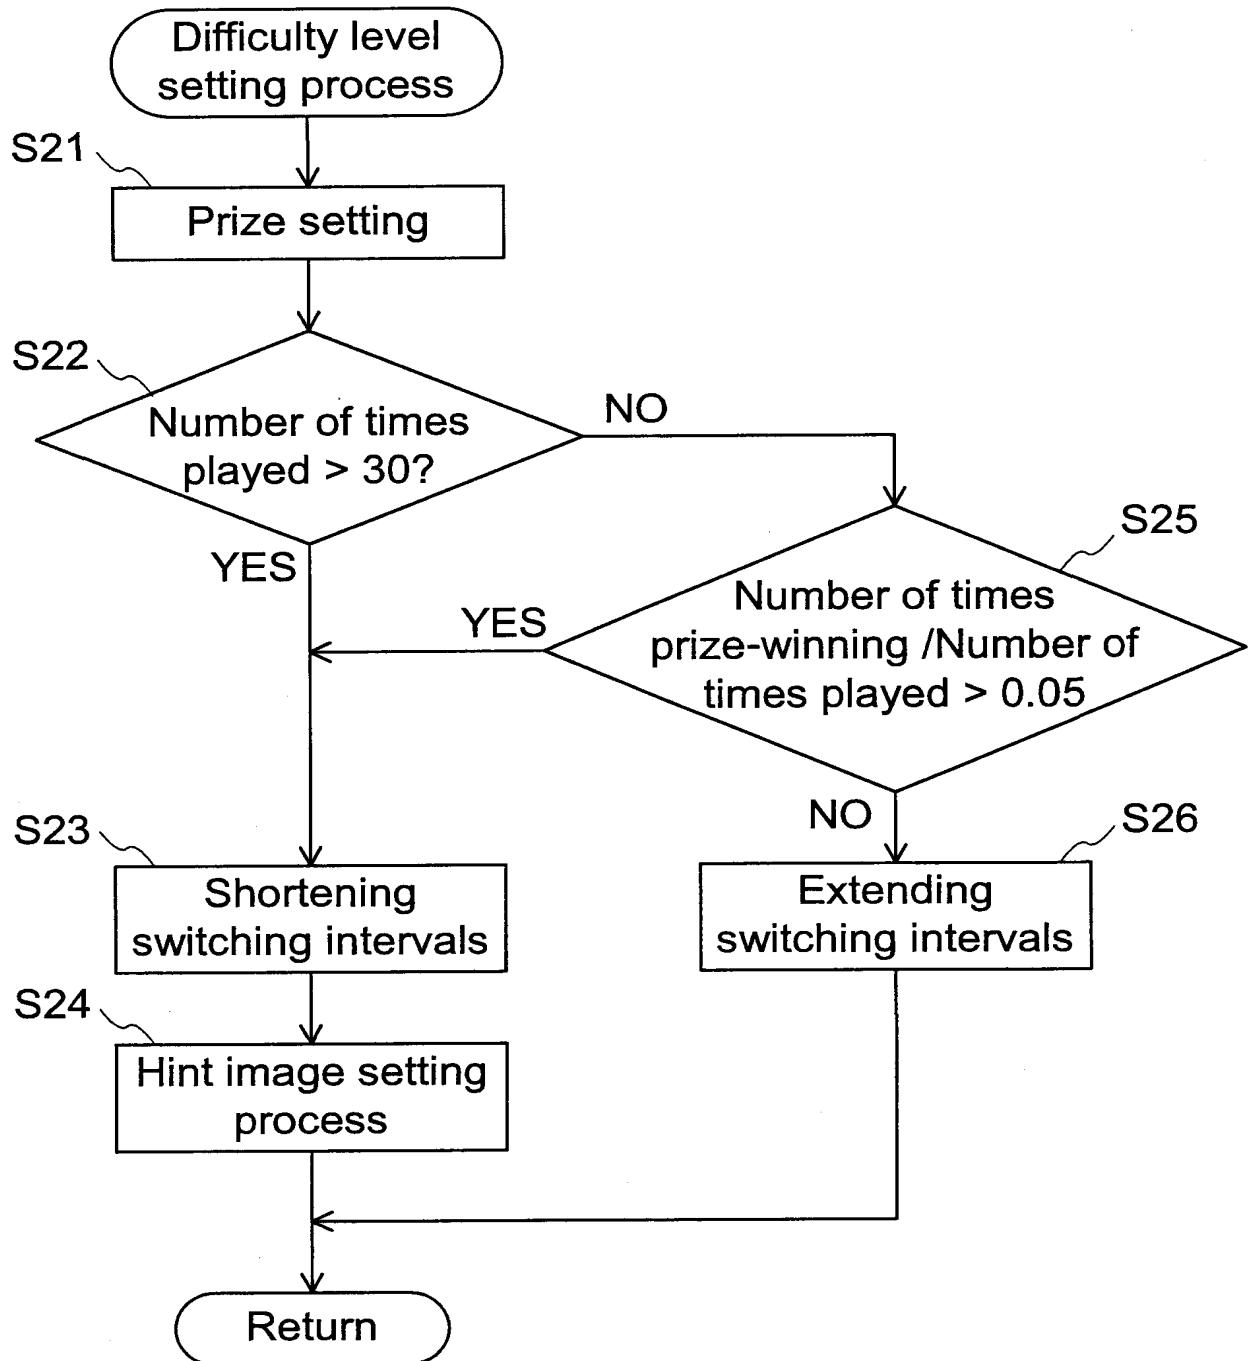 Difficulty level
setting process
S21
Prize setting
S22
Number of times
played > 30?
NO
YES
S25
Number of times
prize-winning /Number of
times played > 0.05
YES
NO
S23
Shortening
switching intervals
S26
Extending
switching intervals
S24
Hint image setting
process
Return